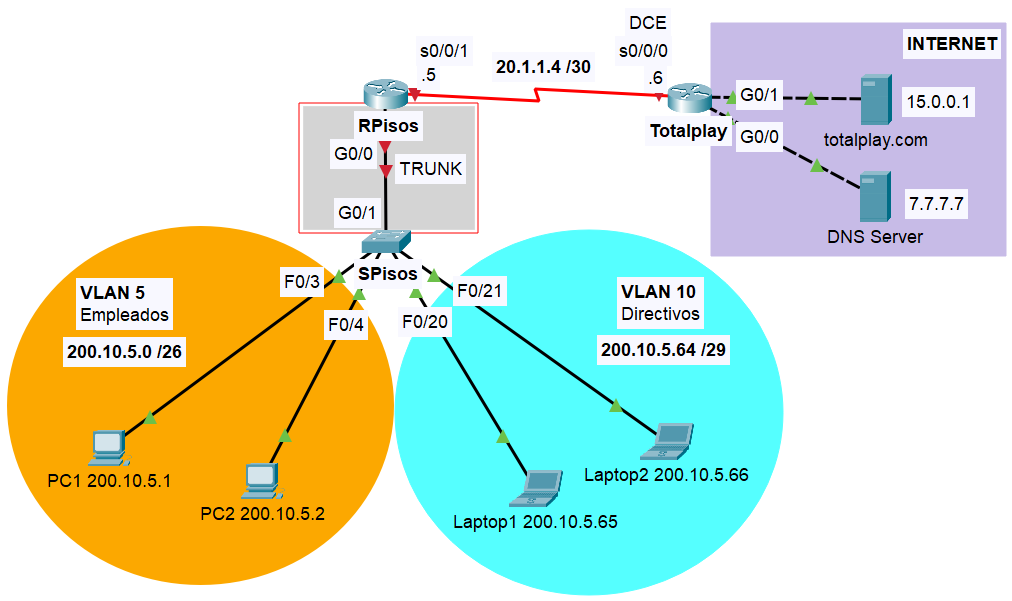 DCE
s0/0/1
s0/0/0
.5
20.1.1.4 /30
.6
INTERNET
RPisos
Totalplay
G0/1
15.0.0.1
totalplay.com
G0/0
G0/0
TRUNK
7.7.7.7
DNS Server
G0/1
SPisos
F0/3
F0/21
F0/4
F0/20
VLAN 5
Empleados
200.10.5.0 /26
VLAN 10
Directivos
200.10.5.64 /29
PC1 200.10.5.1
PC2 200.10.5.2
Laptop2 200.10.5.66
Laptop1 200.10.5.65